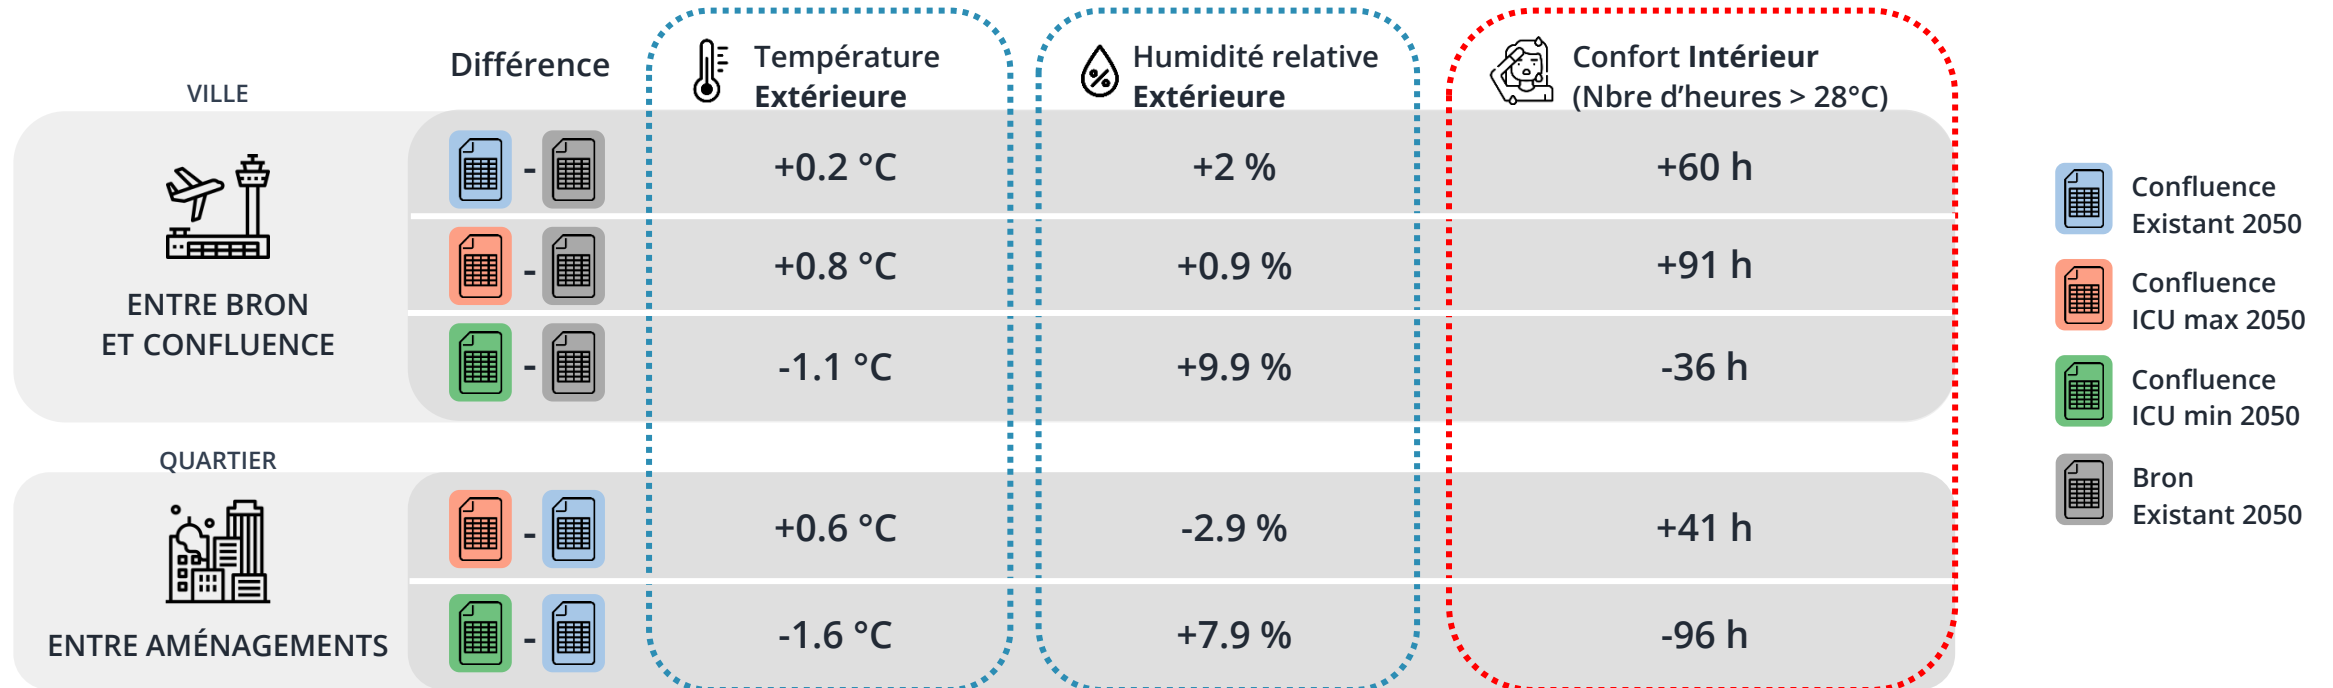 Différence
Température
Extérieure
Humidité relative
Extérieure
Confort Intérieur
(Nbre d’heures > 28°C)
VILLE
ENTRE BRON
ET CONFLUENCE
- +0.2 °C +2 % +60 h
- +0.8 °C +0.9 % +91 h
- -1.1 °C +9.9 % -36 h
QUARTIER
ENTRE AMÉNAGEMENTS
- +0.6 °C -2.9 % +41 h
- -1.6 °C +7.9 % -96 h
Confluence
Existant 2050
Confluence
ICU max 2050
Confluence
ICU min 2050
Bron
Existant 2050